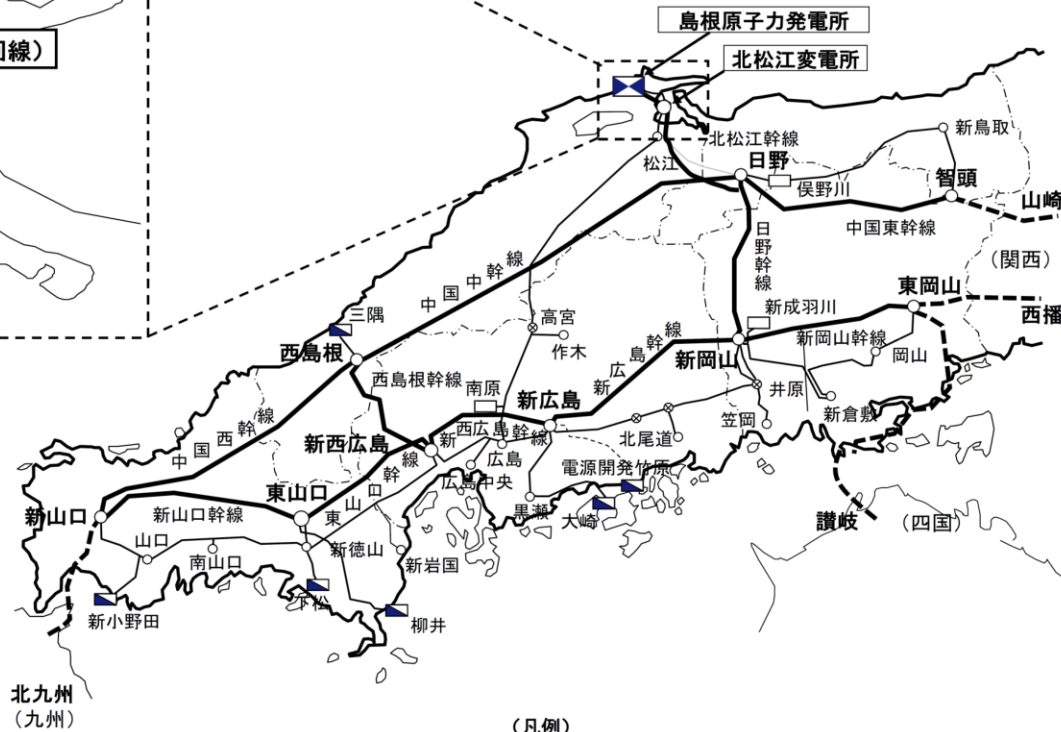 回線）
島根原子力発電所
北松江変電所
北松江幹線
松江
日野
新鳥取
俣野川
智頭
山崎
中国東幹線
（関西）
日野幹線
東岡山
西播
中国中幹線
三隅
高宮
作木
新成羽川
西島根
新広島幹線
新岡山
新岡山幹線
岡山
西島根幹線
南原
新広島
井原
新倉敷
笠岡
新西広島
新西広島幹線
広島
北尾道
中国西幹線
広島中央
電源開発竹原
東山口
東山口幹線
黒瀬
大崎
讃岐
（四国）
新山口
新山口幹線
山口
南山口
新徳山
新岩国
新小野田
下松
柳井
北九州
（九州）
（凡例）